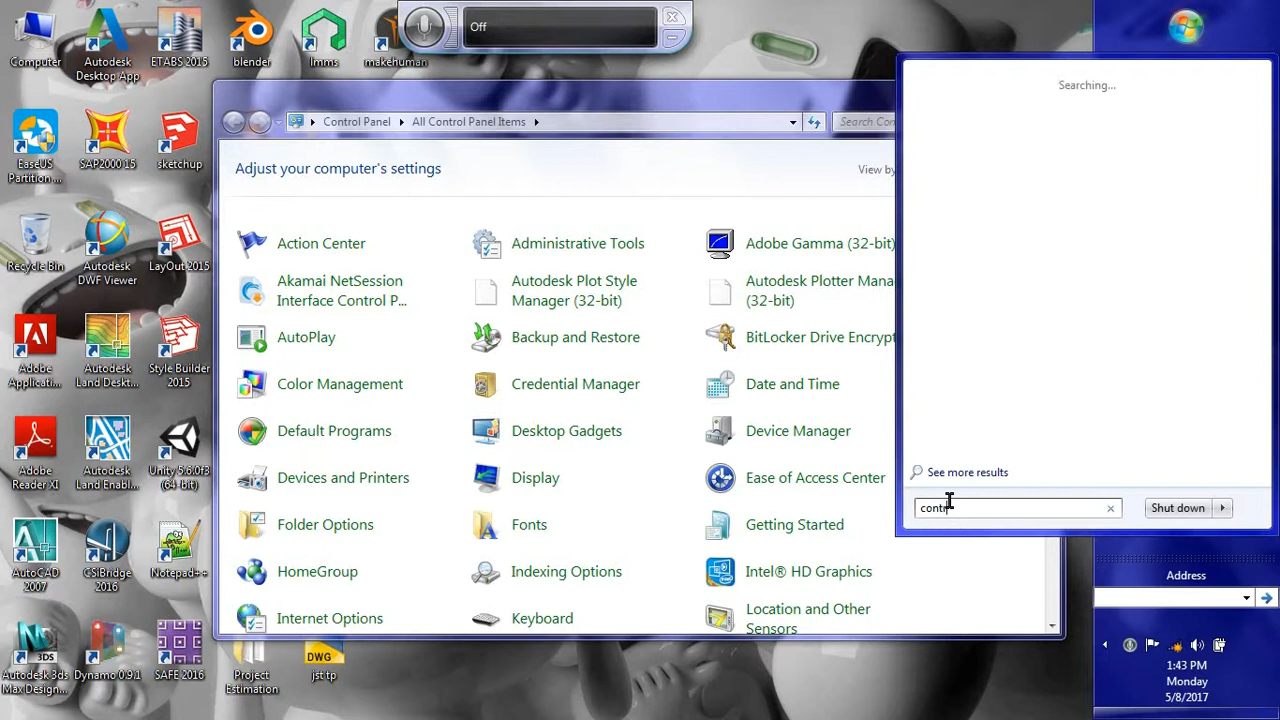 Off
Computer
Autodesk
Desktop App
ETABS 2015
blender
lmms
makehuman
EaseUS
Partition ...
SAP2000 15
sketchup
Recycle Bin
Autodesk
DWF Viewer
LayOut 2015
Adobe
Applicati...
Autodesk
Land Deskt...
Style Builder
2015
Adobe
Reader XI
Autodesk
Land Enabl...
Unity 5.6.0f3
(64-bit)
AutoCAD
2007
CSiBridge
2016
Notepad++
Autodesk 3ds
Max Design...
Dynamo 0.9.1
SAFE 2016
Project
Estimation
DWG
jst tp
Control Panel
All Control Panel Items
Search Con
Adjust your computer's settings
View by
Action Center
Administrative Tools
Adobe Gamma (32-bit)
Akamai NetSession
Interface Control P...
Autodesk Plot Style
Manager (32-bit)
Autodesk Plotter Mana
(32-bit)
AutoPlay
Backup and Restore
BitLocker Drive Encrypt
Color Management
Credential Manager
Date and Time
Default Programs
Desktop Gadgets
Device Manager
Devices and Printers
Display
Ease of Access Center
Folder Options
Fonts
Getting Started
HomeGroup
Indexing Options
Intel® HD Graphics
Internet Options
Keyboard
Location and Other
Sensors
Searching...
See more results
contr
Shut down
Address
1:43 PM
Monday
5/8/2017